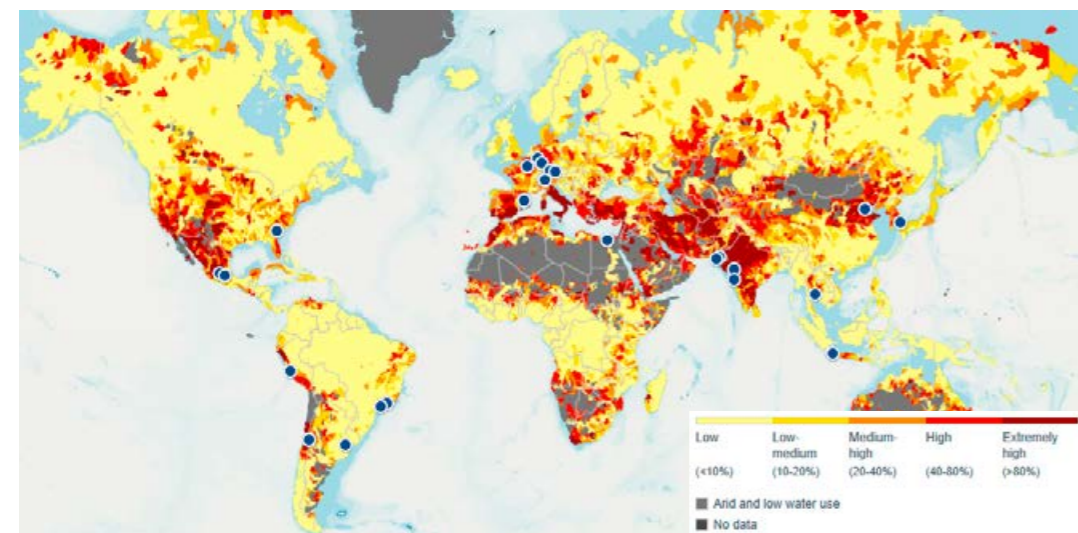 Low
Low-
medium
Medium-
high
High
Extremely
high
(<10%)
(10-20%)
(20-40%)
(40-80%)
(>80%)
Arid and low water use
No data